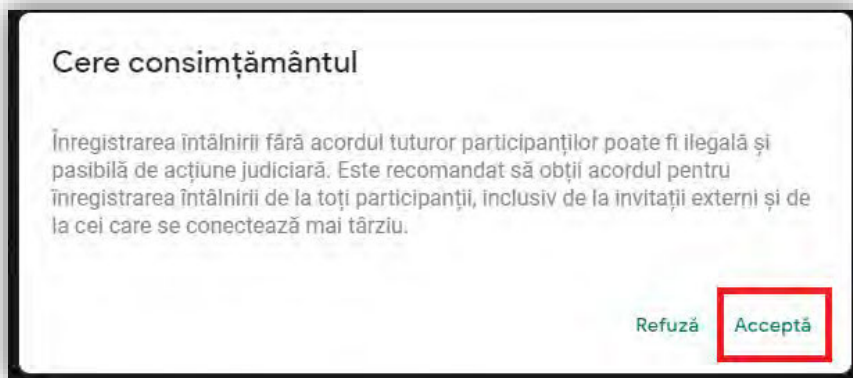 Cere consimțământul
Înregistrarea întâlnirii fără acordul tuturor participanților poate fi ilegală și
pasibilă de acțiune judiciară. Este recomandat să obții acordul pentru
înregistrarea întâlnirii de la toți participanții, inclusiv de la invitații externi și de
la cei care se conectează mai târziu.
Refuză Acceptă